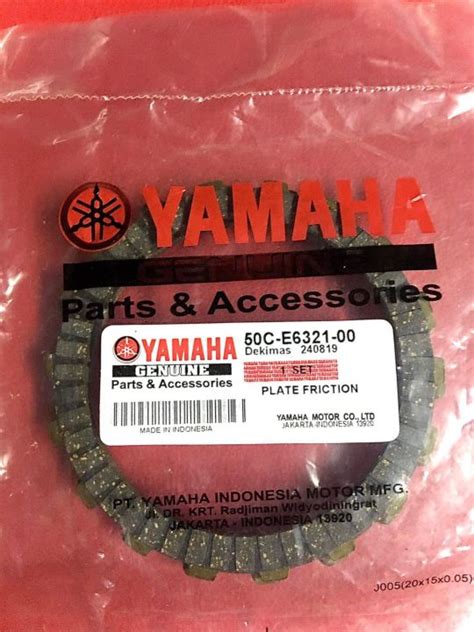 YAMAHA
GENUINE
Parts & Accessories
YAMAHA
GENUINE
Parts & Accessories
MADE IN INDONESIA
50C-E6321-00
Dekimas 240819
1 SET
PLATE FRICTION
YAMAHA MOTOR CO., LTD
JAKARTA-INDONESIA 13920
PT. YAMAHA INDONESIA MOTOR MFG.
Jl. DR. KRT. Radjiman Widyodiningrat
JAKARTA - INDONESIA 13920
J005(20x15x0.05)